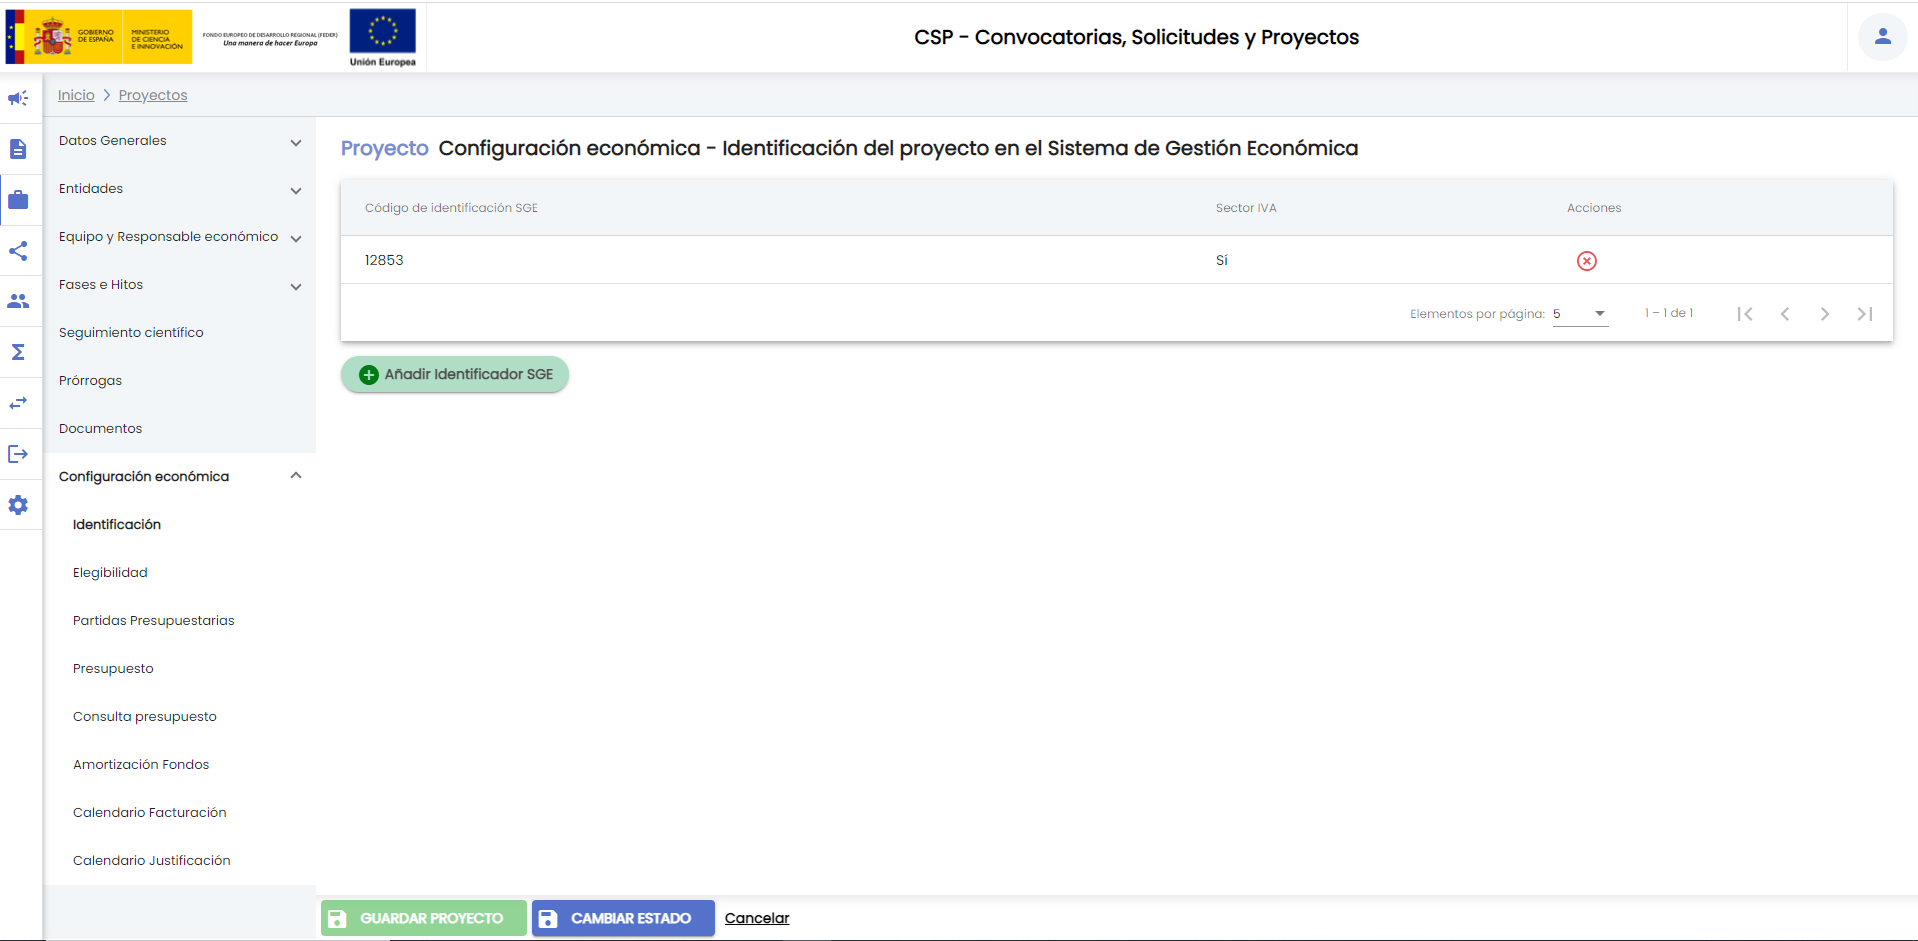 GOBIERNO
DE ESPAÑA
MINISTERIO
DE CIENCIA
E INNOVACIÓN
FONDO EUROPEO DE DESARROLLO REGIONAL (FEDER)
Una manera de hacer Europa
Unión Europea
CSP - Convocatorias, Solicitudes y Proyectos
Inicio
Proyectos
Datos Generales
Entidades
Equipo y Responsable económico
Fases e Hitos
Seguimiento científico
Prórrogas
Documentos
Configuración económica
Identificación
Elegibilidad
Partidas Presupuestarias
Presupuesto
Consulta presupuesto
Amortización Fondos
Calendario Facturación
Calendario Justificación
Proyecto Configuración económica - Identificación del proyecto en el Sistema de Gestión Económica
Código de identificación SGE Sector IVA Acciones
12853 Sí
Elementos por página: 5 1 – 1 de 1
Añadir Identificador SGE
GUARDAR PROYECTO CAMBIAR ESTADO Cancelar